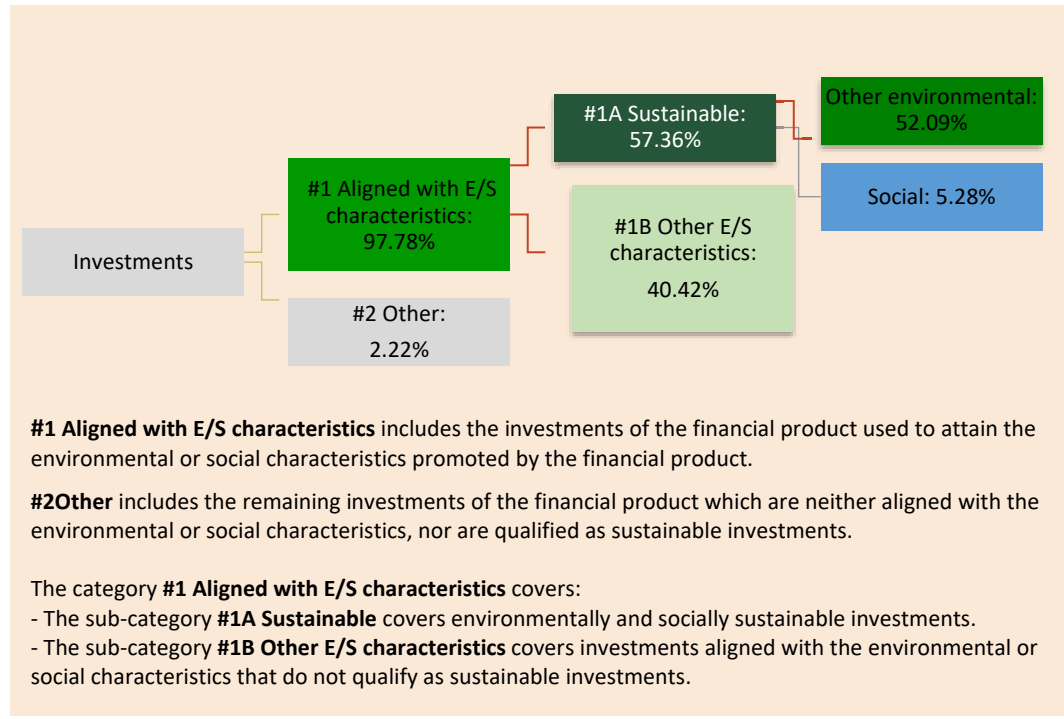 Investments
#1 Aligned with E/S
characteristics:
97.78%
#2 Other:
2.22%
#1A Sustainable:
57.36%
#1B Other E/S
characteristics:
40.42%
Other environmental:
52.09%
Social: 5.28%
#1 Aligned with E/S characteristics includes the investments of the financial product used to attain the
environmental or social characteristics promoted by the financial product.
#2Other includes the remaining investments of the financial product which are neither aligned with the
environmental or social characteristics, nor are qualified as sustainable investments.
The category #1 Aligned with E/S characteristics covers:
- The sub-category #1A Sustainable covers environmentally and socially sustainable investments.
- The sub-category #1B Other E/S characteristics covers investments aligned with the environmental or
social characteristics that do not qualify as sustainable investments.